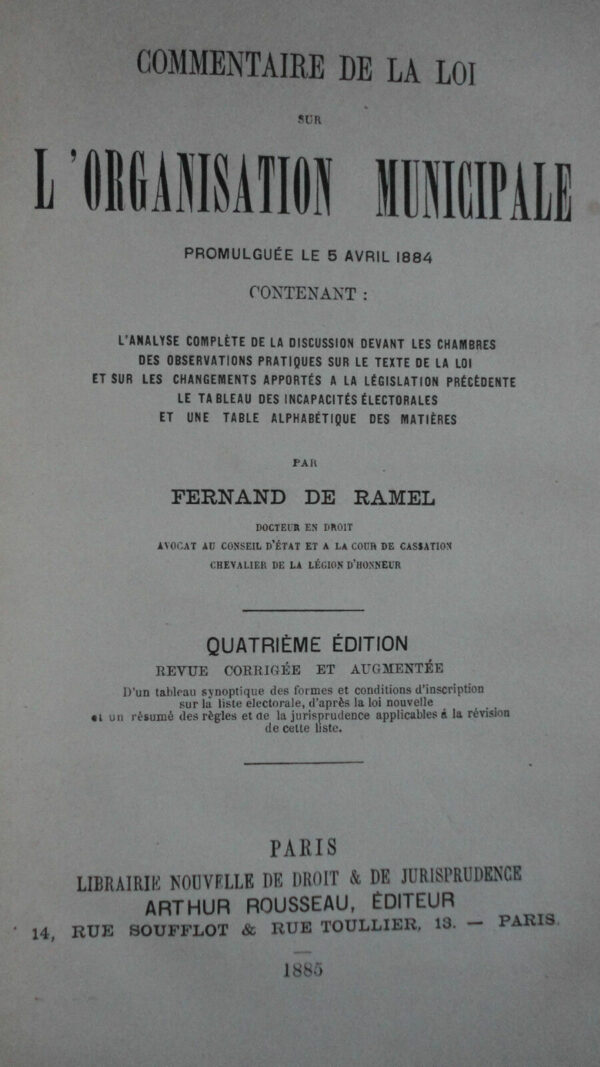 COMMENTAIRE DE LA LOI
SUR
L'ORGANISATION MUNICIPALE
PROMULGUÉE LE 5 AVRIL 1884
CONTENANT :
L'ANALYSE COMPLÈTE DE LA DISCUSSION DEVANT LES CHAMBRES
DES OBSERVATIONS PRATIQUES SUR LE TEXTE DE LA LOI
ET SUR LES CHANGEMENTS APPORTÉS A LA LÉGISLATION PRÉCÉDENTE
LE TABLEAU DES INCAPACITÉS ÉLECTORALES
ET UNE TABLE ALPHABÉTIQUE DES MATIÈRES
PAR
FERNAND DE RAMEL
DOCTEUR EN DROIT
AVOCAT AU CONSEIL D'ÉTAT ET A LA COUR DE CASSATION
CHEVALIER DE LA LÉGION D'HONNEUR
QUATRIÈME ÉDITION
REVUE CORRIGÉE ET AUGMENTÉE
D'un tableau synoptique des formes et conditions d'inscription
sur la liste electorale, d'après la loi nouvelle
et un résumé des règles et de la jurisprudence applicables á la révision
de cette liste.
PARIS
LIBRAIRIE NOUVELLE DE DROIT & DE JURISPRUDENCE
ARTHUR ROUSSEAU, ÉDITEUR
14, RUE SOUFFLOT & RUE TOULLIER, 13. — PARIS.
1885